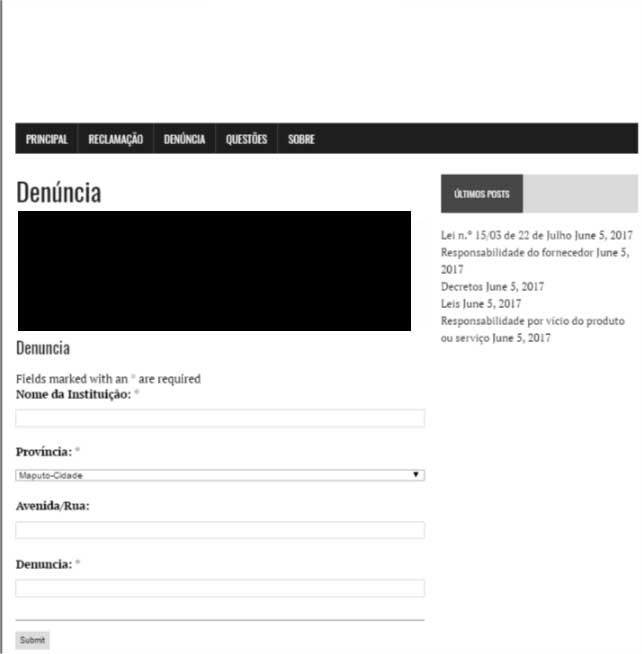 PRINCIPAL RECLAMAÇÃO DENÚNCIA QUESTÕES SOBRE
Denúncia
Denuncia
Fields marked with an * are required
Nome da Instituição: *
Província: *
Maputo-Cidade
Avenida/Rua:
Denuncia: *
Submit
ÚLTIMOS POSTS
Lei n.º 15/03 de 22 de Julho June 5, 2017
Responsabilidade do fornecedor June 5,
2017
Decretos June 5, 2017
Leis June 5, 2017
Responsabilidade por vício do produto
ou serviço June 5, 2017